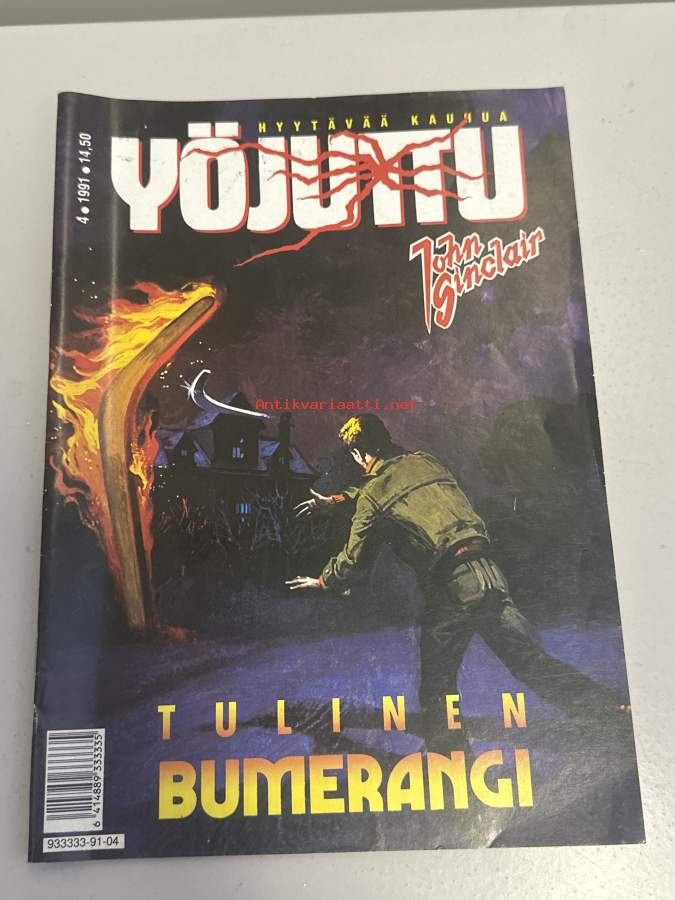 HYYTÄVÄÄ KAUHUA
YÖJUTTU
4 • 1991 • 14,50
John
Sinclair
Antikvariaatti.net
TULINEN
BUMERANGI
6 414889 333335
933333-91-04